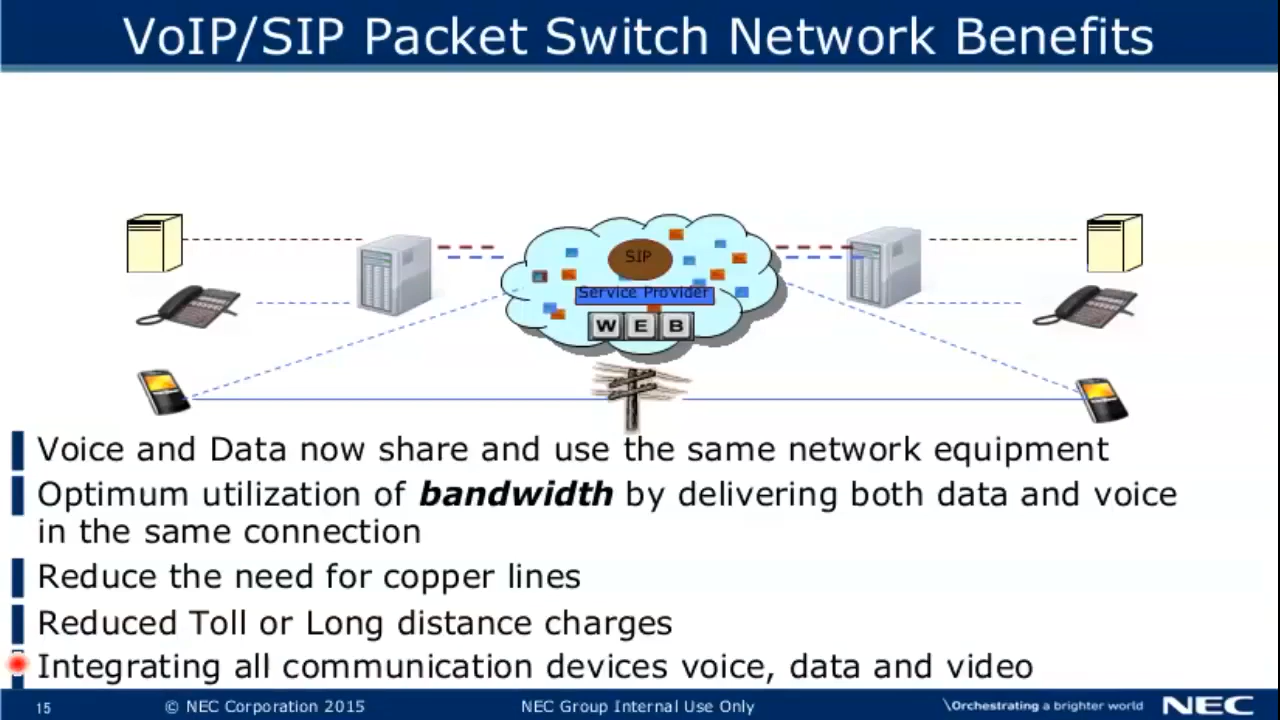 VoIP/SIP Packet Switch Network Benefits
SIP
Service Provider
W E B
Voice and Data now share and use the same network equipment
Optimum utilization of bandwidth by delivering both data and voice
in the same connection
Reduce the need for copper lines
Reduced Toll or Long distance charges
Integrating all communication devices voice, data and video
15 © NEC Corporation 2015 NEC Group Internal Use Only \Orchestrating a brighter world NEC